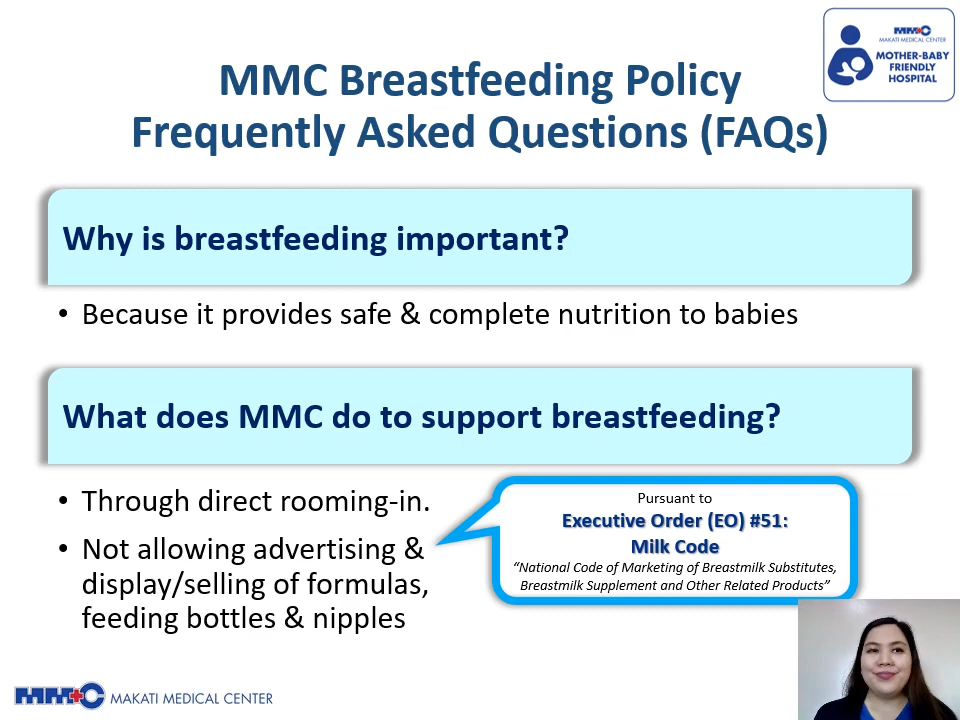 MMC
MAKATI MEDICAL CENTER
MOTHER-BABY
FRIENDLY
HOSPITAL
MMC Breastfeeding Policy
Frequently Asked Questions (FAQs)
Why is breastfeeding important?
• Because it provides safe & complete nutrition to babies
What does MMC do to support breastfeeding?
• Through direct rooming-in.
• Not allowing advertising &
display/selling of formulas,
feeding bottles & nipples
Pursuant to
Executive Order (EO) #51:
Milk Code
“National Code of Marketing of Breastmilk Substitutes,
Breastmilk Supplement and Other Related Products”
MMC MAKATI MEDICAL CENTER